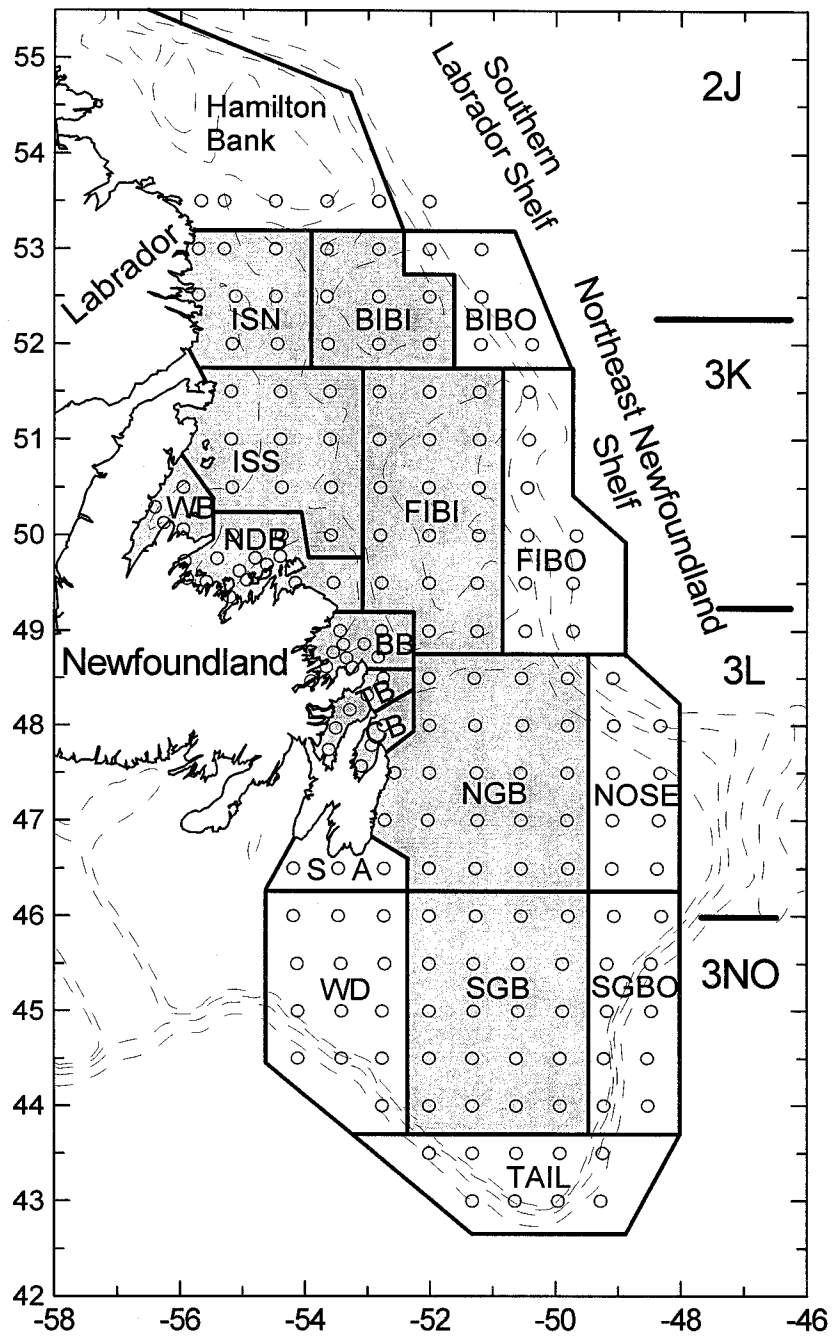 55
54
53
52
51
50
49
48
47
46
45
44
43
42
-58
-56
-54
-52
-50
-48
-46
Hamilton
Bank
Southern
Labrador Shelf
2J
Labrador
ISN
BIBI
BIBO
Northeast Newfoundland
Shelf
3K
ISS
WB
NDB
FIBI
FIBO
BB
Newfoundland
TB
CB
3L
NGB
NOSE
S A
WD
SGB
SGBO
3NO
TAIL